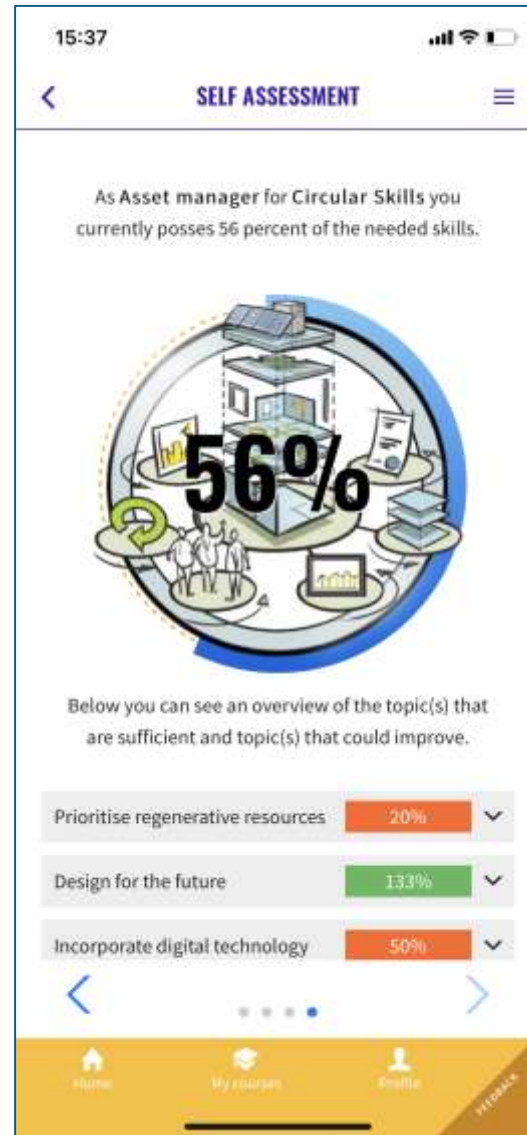 15:37
SELF ASSESSMENT
As Asset manager for Circular Skills you
currently posses 56 percent of the needed skills.
56%
Below you can see an overview of the topic(s) that
are sufficient and topic(s) that could improve.
Prioritise regenerative resources 20%
Design for the future 133%
Incorporate digital technology 50%
Home My courses Profile
FEEDBACK